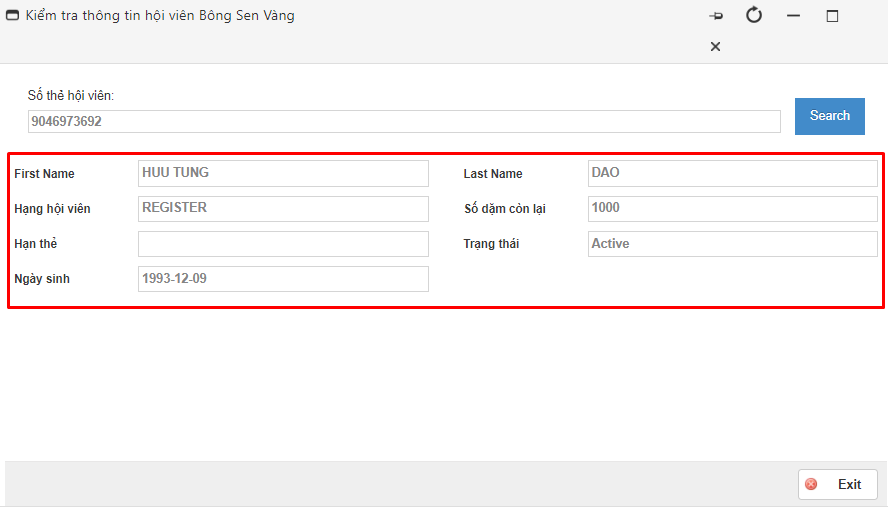 Kiểm tra thông tin hội viên Bông Sen Vàng
Số thẻ hội viên:
9046973692
Search
First Name HUU TUNG Last Name DAO
Hạng hội viên REGISTER Số dặm còn lại 1000
Hạn thẻ Trạng thái Active
Ngày sinh 1993-12-09
Exit